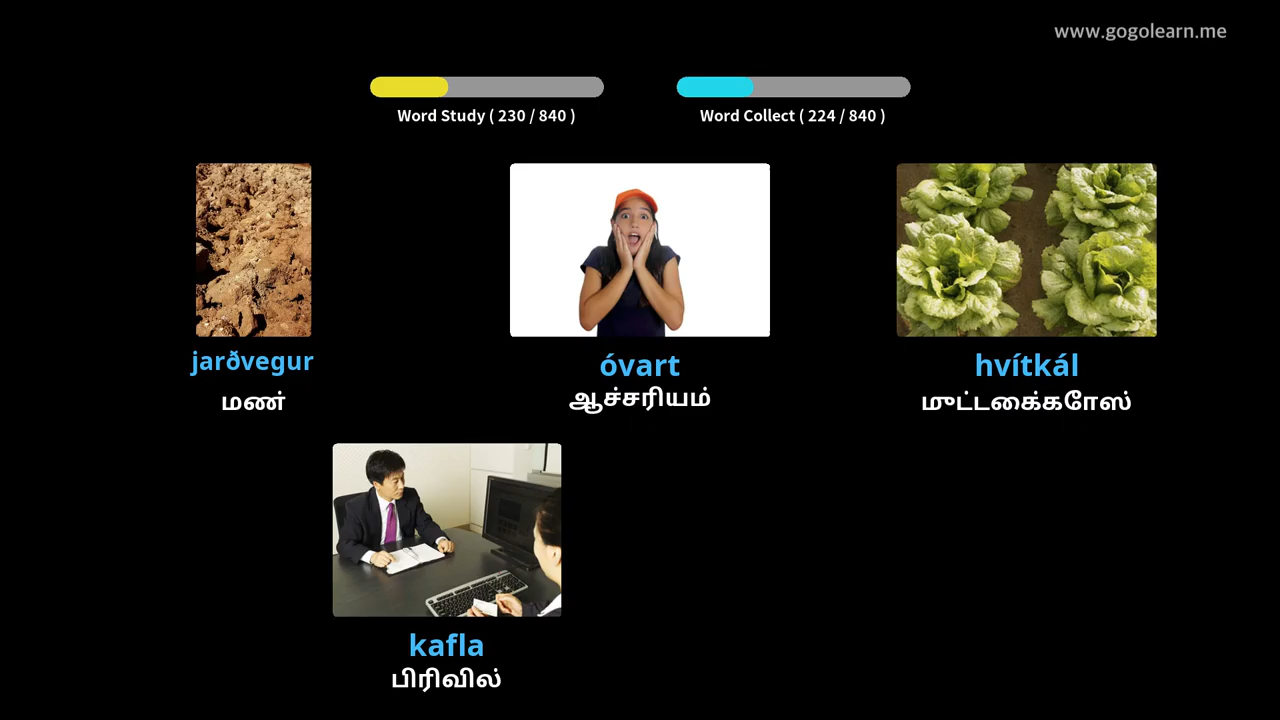 www.gogolearn.me
Word Study ( 230 / 840 )
Word Collect ( 224 / 840 )
jarðvegur
óvart
hvítkál
மண்
ஆச்சரியம்
முட்டைக்கோஸ்
kafla
பிரிவில்